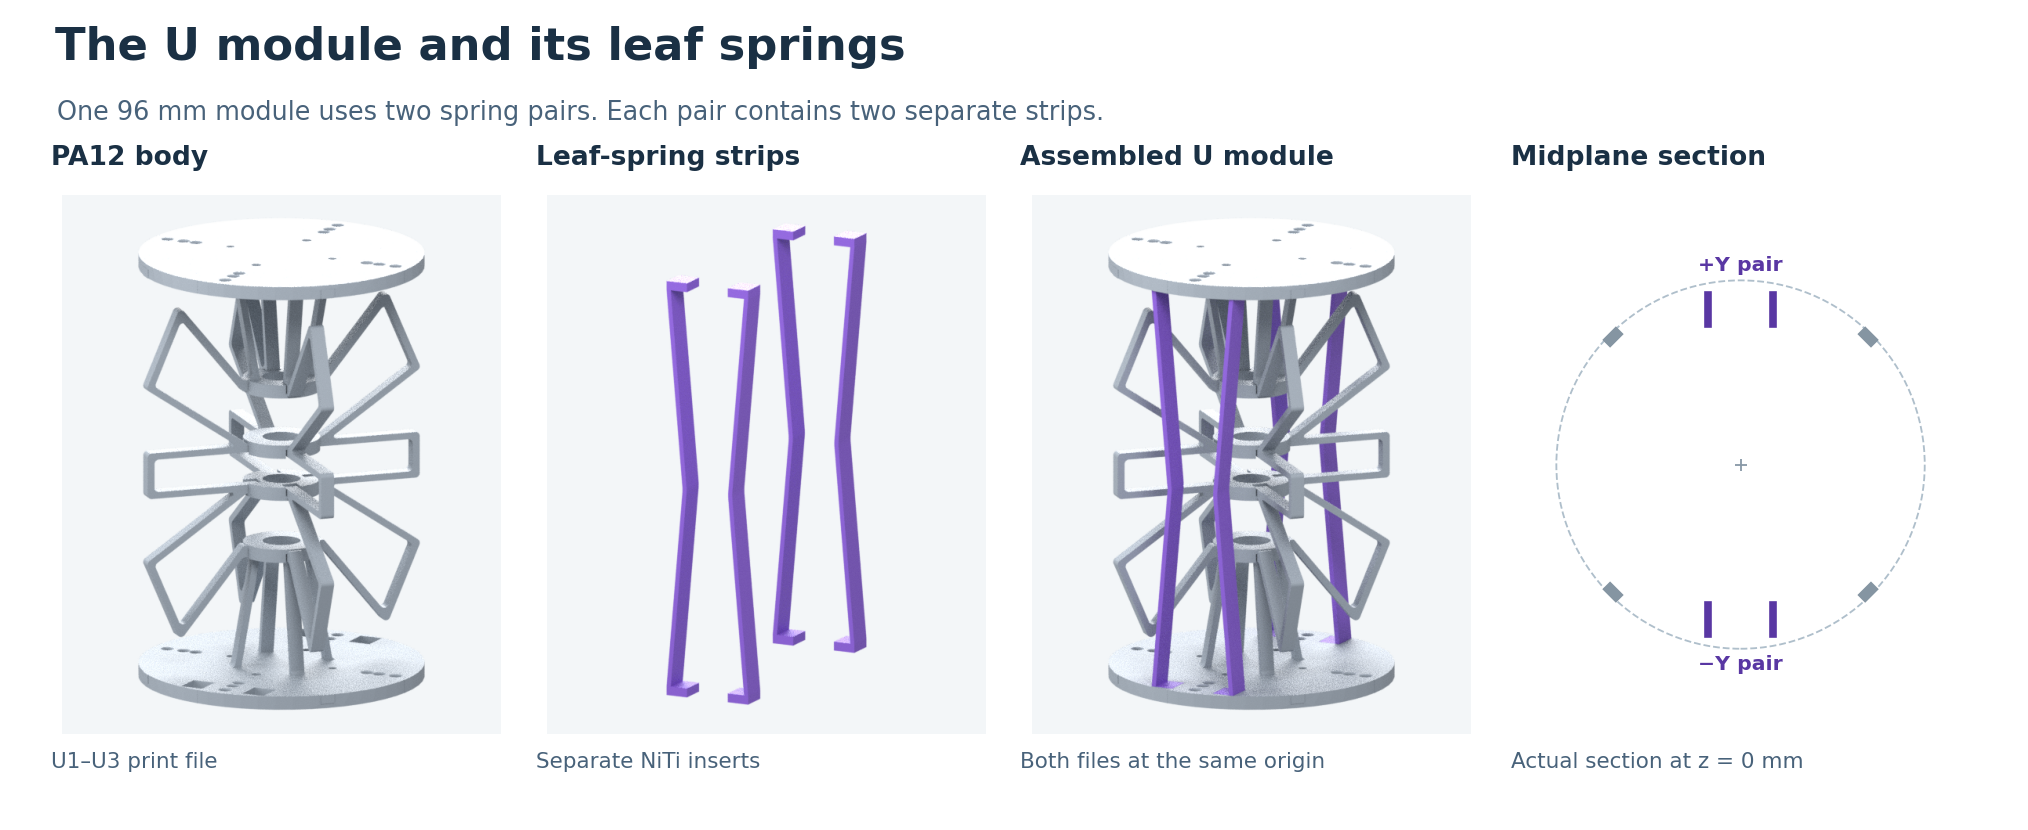 The U module and its leaf springs
One 96 mm module uses two spring pairs. Each pair contains two separate strips.
PA12 body
Leaf-spring strips
Assembled U module
Midplane section
+Y pair
−Y pair
U1–U3 print file
Separate NiTi inserts
Both files at the same origin
Actual section at z = 0 mm